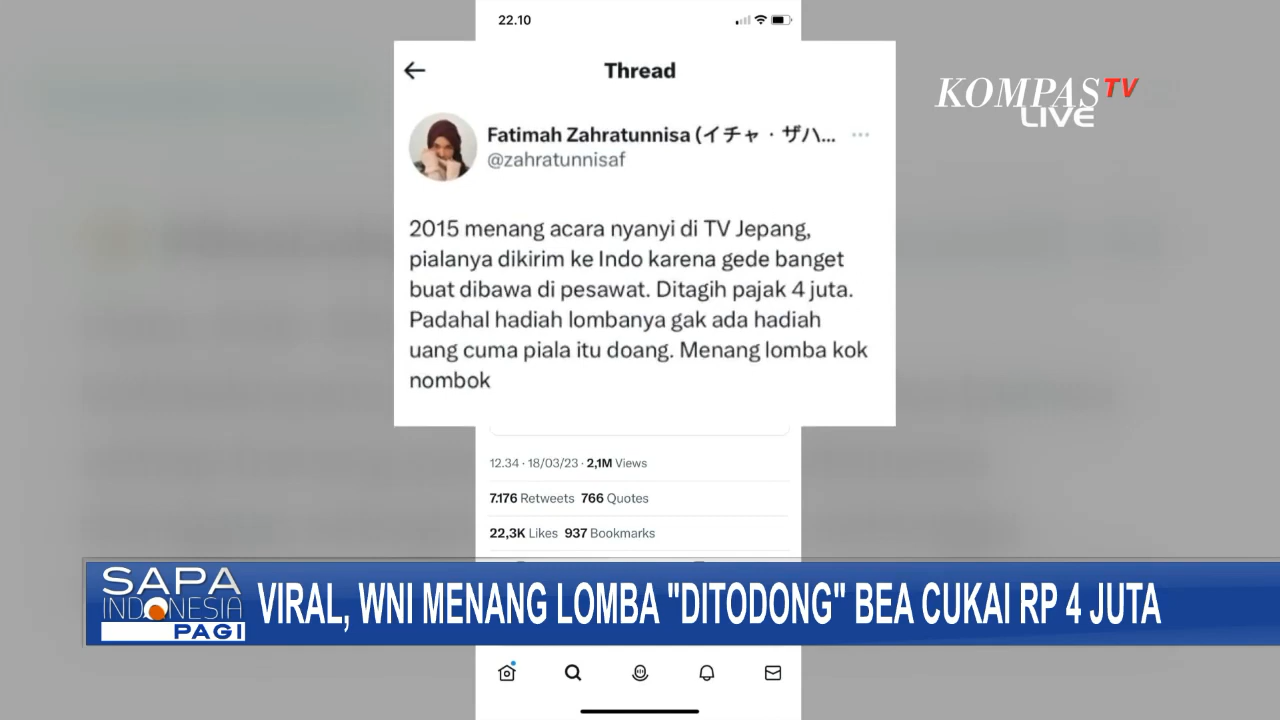 22.10
Thread
KOMPAS TV
LIVE
Fatimah Zahratunnisa (イチャ・ザハ...
@zahratunnisaf
2015 menang acara nyanyi di TV Jepang,
pialanya dikirim ke Indo karena gede banget
buat dibawa di pesawat. Ditagih pajak 4 juta.
Padahal hadiah lombanya gak ada hadiah
uang cuma piala itu doang. Menang lomba kok
nombok
12.34 · 18/03/23 · 2,1M Views
7.176 Retweets 766 Quotes
22,3K Likes 937 Bookmarks
SAPA
INDONESIA
PAGI
VIRAL, WNI MENANG LOMBA "DITODONG" BEA CUKAI RP 4 JUTA